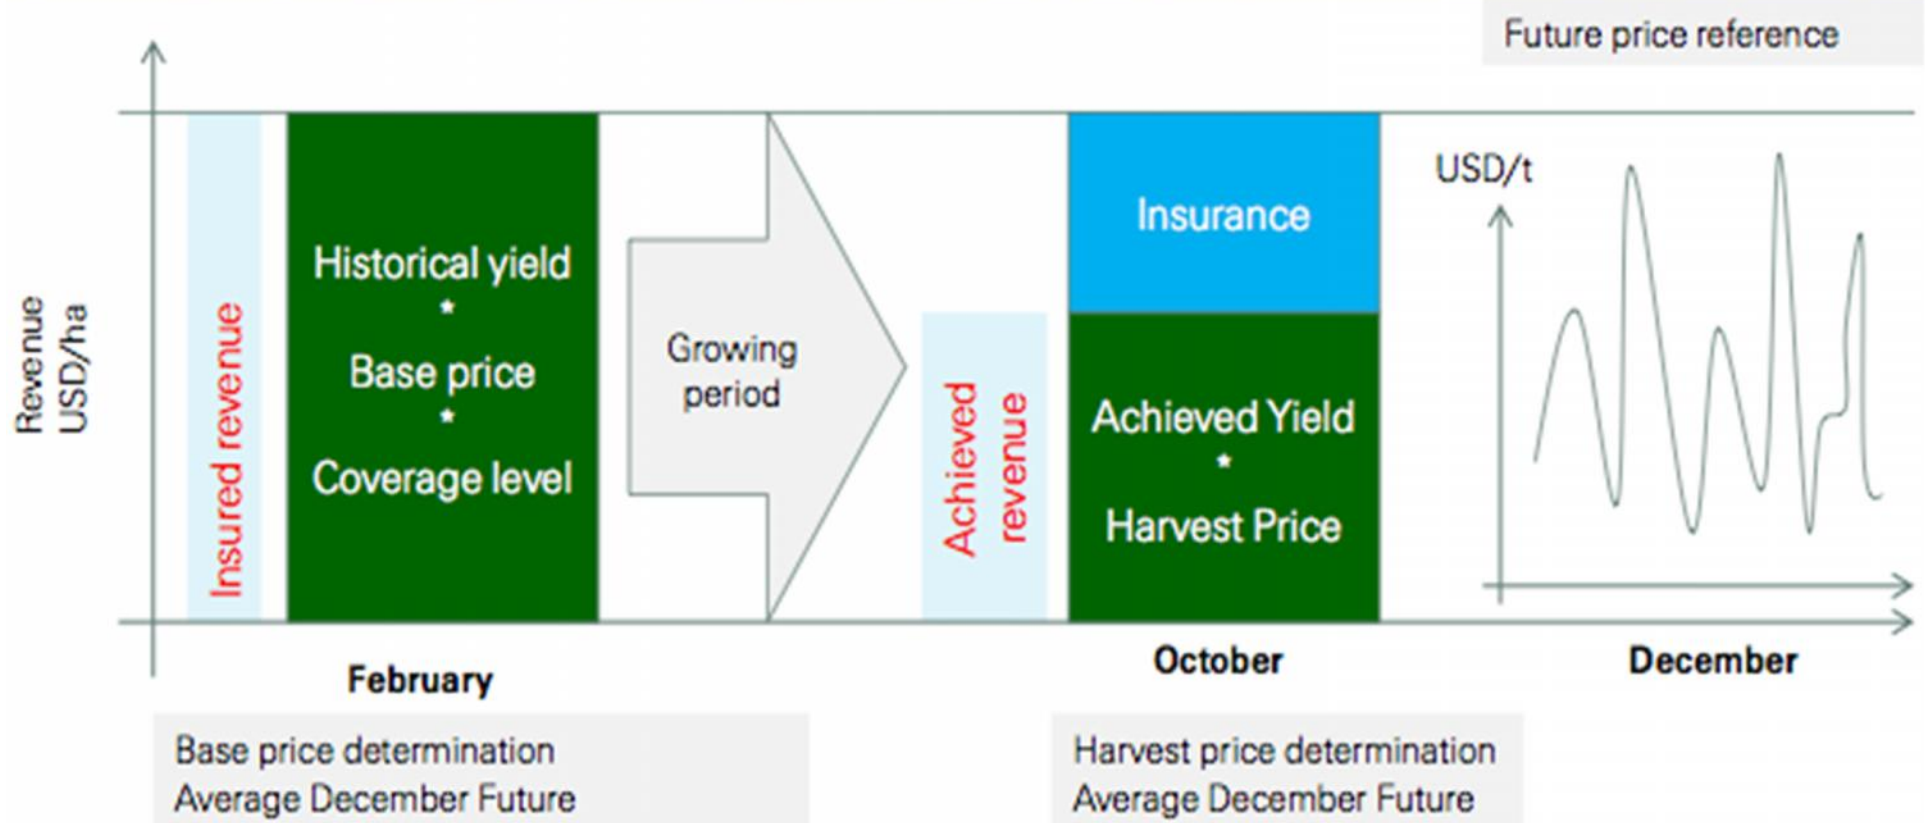 Future price reference
Revenue
USD/ha
Insured revenue
Historical yield
*
Base price
*
Coverage level
Growing
period
Achieved
revenue
Insurance
Achieved Yield
*
Harvest Price
USD/t
February
October
December
Base price determination
Average December Future
Harvest price determination
Average December Future